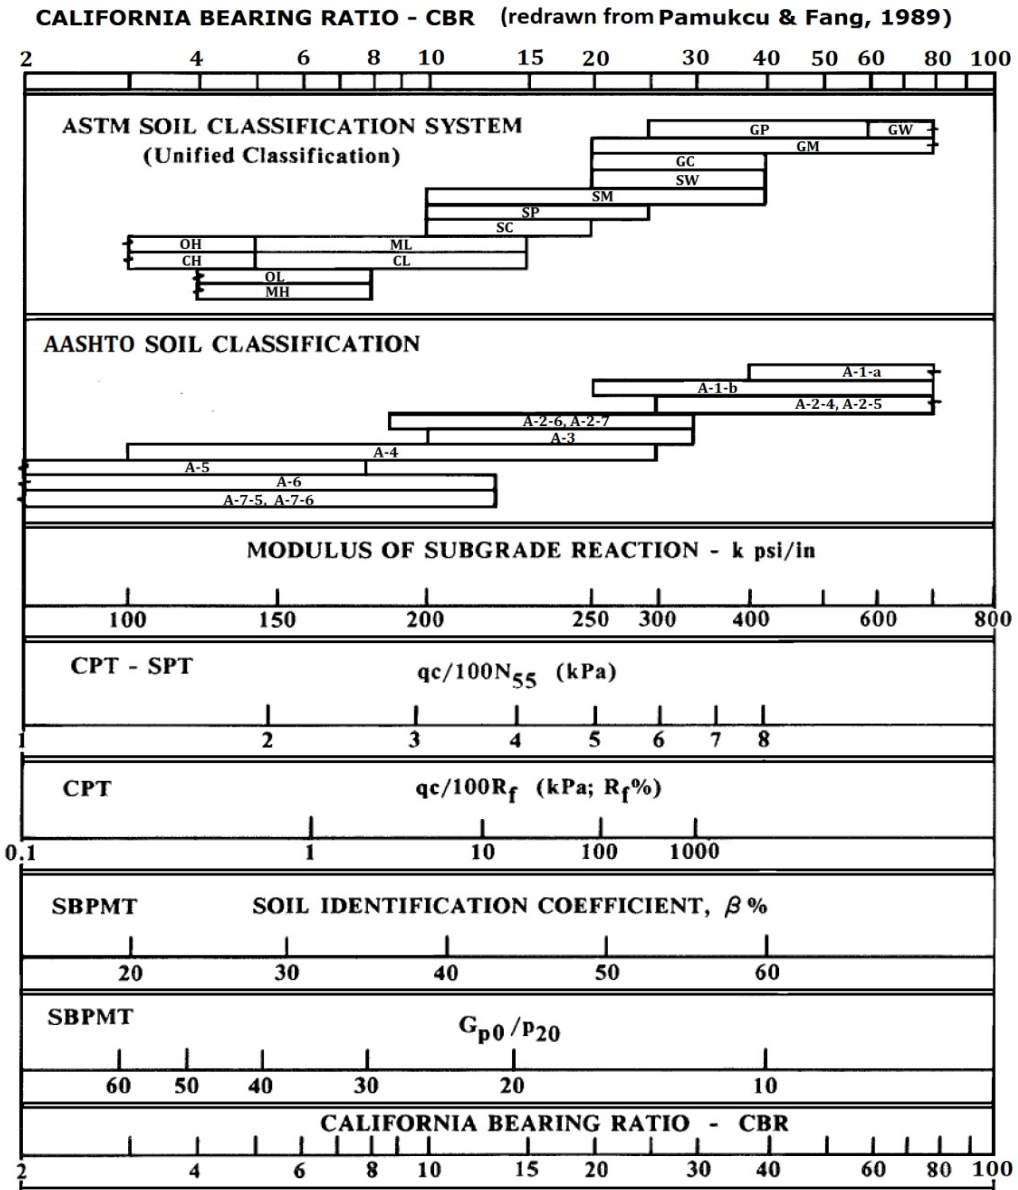 CALIFORNIA BEARING RATIO - CBR (redrawn from Pamukcu & Fang, 1989)
2 4 6 8 10 15 20 30 40 50 60 80 100
ASTM SOIL CLASSIFICATION SYSTEM
(Unified Classification)
GP GW
GM
GC
SW
SM
SP
SC
OH ML
CH CL
OL
MH
AASHTO SOIL CLASSIFICATION
A-1-a
A-1-b
A-2-4, A-2-5
A-2-6, A-2-7
A-3
A-4
A-5
A-6
A-7-5, A-7-6
MODULUS OF SUBGRADE REACTION - k psi/in
100 150 200 250 300 400 600 800
CPT - SPT qc/100N55 (kPa)
1 2 3 4 5 6 7 8
CPT qc/100Rf (kPa; Rf%)
0.1 1 10 100 1000
SBPMT SOIL IDENTIFICATION COEFFICIENT, β%
20 30 40 50 60
SBPMT Gp0/p20
60 50 40 30 20 10
CALIFORNIA BEARING RATIO - CBR
2 4 6 8 10 15 20 30 40 60 80 100